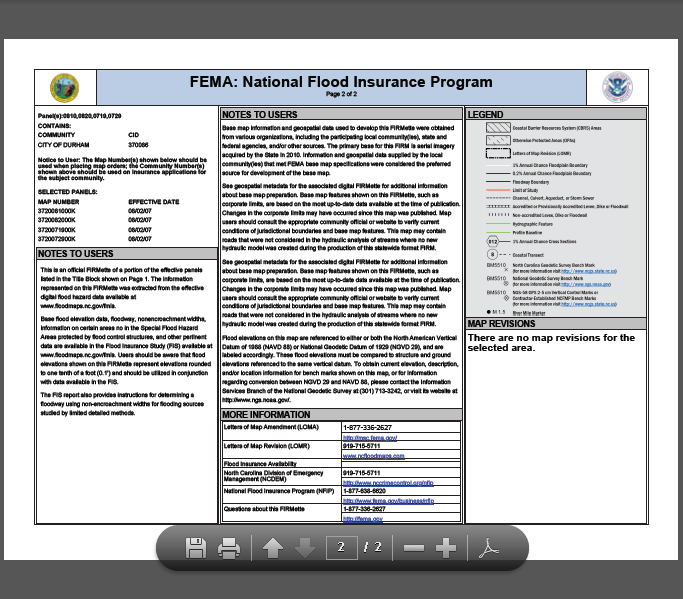 FEMA: National Flood Insurance Program
Page 2 of 2
Panel(s):0810,0820,0719,0729
CONTAINS:
COMMUNITY CID
CITY OF DURHAM 370086
Notice to User: The Map Number(s) shown below should be
used when placing map orders; the Community Number(s)
shown above should be used on insurance applications for
the subject community.
SELECTED PANELS:
MAP NUMBER EFFECTIVE DATE
3720081000K 08/02/07
3720082000K 08/02/07
3720071900K 08/02/07
3720072900K 08/02/07
NOTES TO USERS
This is an official FIRMette of a portion of the effective panels
listed in the Title Block shown on Page 1. The information
represented on this FIRMette was extracted from the effective
digital flood hazard data available at
www.floodmaps.nc.gov/fmis.
Base flood elevation data, floodway, nonencroachment widths,
information on certain areas no in the Special Flood Hazard
Areas protected by flood control structures, and other pertinent
data are available in the Flood Insurance Study (FIS) available at
www.floodmaps.nc.gov/fmis. Users should be aware that flood
elevations shown on this FIRMette represent elevations rounded
to one tenth of a foot (0.1') and should be utilized in conjunction
with data available in the FIS.
The FIS report also provides instructions for determining a
floodway using non-encroachment widths for flooding sources
studied by limited detailed methods.
NOTES TO USERS
Base map information and geospatial data used to develop this FIRMette were obtained
from various organizations, including the participating local community(ies), state and
federal agencies, and/or other sources. The primary base for this FIRM is aerial imagery
acquired by the State in 2010. Information and geospatial data supplied by the local
community(ies) that met FEMA base map specifications were considered the preferred
source for development of the base map.
See geospatial metadata for the associated digital FIRMette for additional information
about base map preparation. Base map features shown on this FIRMette, such as
corporate limits, are based on the most up-to-date data available at the time of publication.
Changes in the corporate limits may have occurred since this map was published. Map
users should consult the appropriate community official or website to verify current
conditions of jurisdictional boundaries and base map features. This map may contain
roads that were not considered in the hydraulic analysis of streams where no new
hydraulic model was created during the production of this statewide format FIRM.
See geospatial metadata for the associated digital FIRMette for additional information
about base map preparation. Base map features shown on this FIRMette, such as
corporate limits, are based on the most up-to-date data available at the time of publication.
Changes in the corporate limits may have occurred since this map was published. Map
users should consult the appropriate community official or website to verify current
conditions of jurisdictional boundaries and base map features. This map may contain
roads that were not considered in the hydraulic analysis of streams where no new
hydraulic model was created during the production of this statewide format FIRM.
Flood elevations on this map are referenced to either or both the North American Vertical
Datum of 1988 (NAVD 88) or National Geodetic Datum of 1929 (NGVD 29), and are
labeled accordingly. These flood elevations must be compared to structure and ground
elevations referenced to the same vertical datum. To obtain current elevation, description,
and/or location information for bench marks shown on this map, or for information
regarding conversion between NGVD 29 and NAVD 88, please contact the Information
Services Branch of the National Geodetic Survey at (301) 713-3242, or visit its website at
http://www.ngs.noaa.gov/.
MORE INFORMATION
Letters of Map Amendment (LOMA) 1-877-336-2627
http://msc.fema.gov/
Letters of Map Revision (LOMR) 919-715-5711
www.ncfloodmaps.com
Flood Insurance Availability
North Carolina Division of Emergency
Management (NCDEM) 919-715-5711
http://www.nccrimecontrol.org/nfip
National Flood Insurance Program (NFIP) 1-877-638-6620
http://www.fema.gov/business/nfip
Questions about this FIRMette 1-877-336-2627
http://fema.gov
LEGEND
Coastal Barrier Resources System (CBRS) Areas
Otherwise Protected Areas (OPAs)
Letters of Map Revision (LOMR)
1% Annual Chance Floodplain Boundary
0.2% Annual Chance Floodplain Boundary
Floodway Boundary
Limit of Study
Channel, Culvert, Aqueduct, or Storm Sewer
Accredited or Provisionally Accredited Levee, Dike or Floodwall
Non-accredited Levee, Dike or Floodwall
Hydrographic Feature
Profile Baseline
012 1% Annual Chance Cross Sections
8 Coastal Transect
BM5510 North Carolina Geodetic Survey Bench Mark
(for more information visit http://www.ncgs.state.nc.us)
BM5510 National Geodetic Survey Bench Mark
(for more information visit http://www.ngs.noaa.gov)
BM5510 Contractor Established NCFMP Bench Marks
(for more information visit http://www.ncgs.state.nc.us)
M 1.5 River Mile Marker
MAP REVISIONS
There are no map revisions for the
selected area.
2 / 2